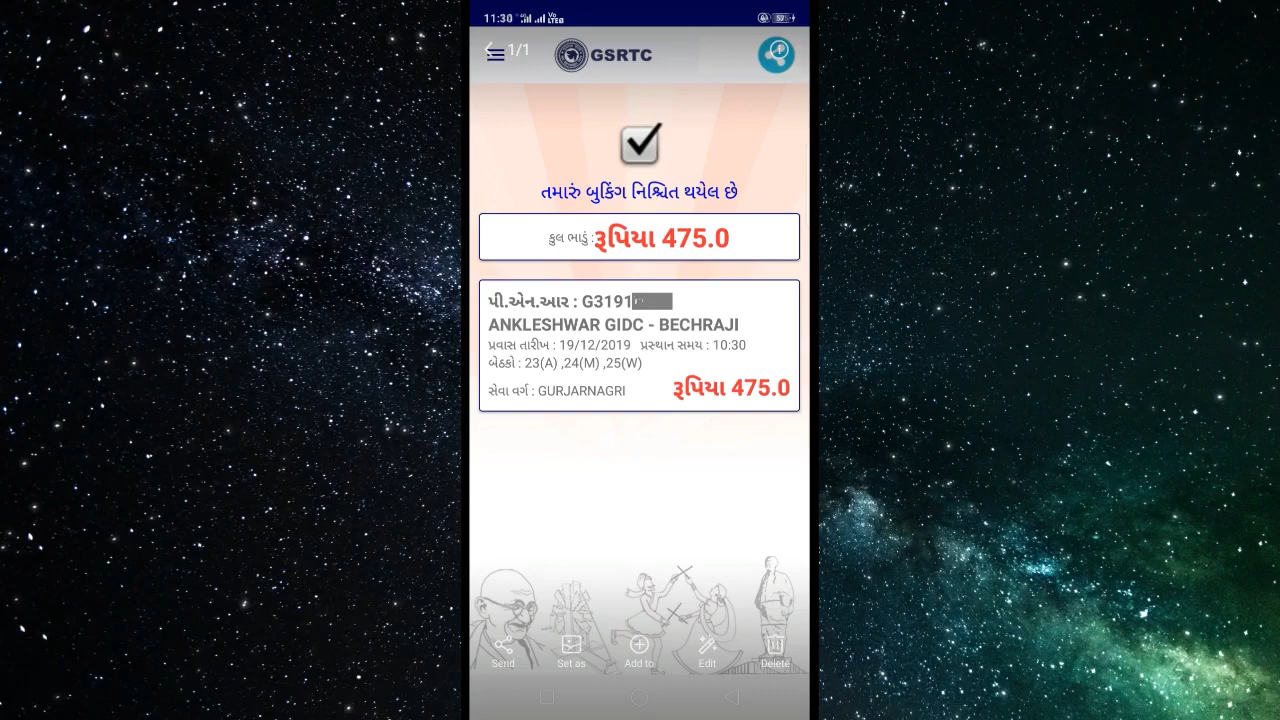 11:30
1/1
GSRTC
તમારું બુકિંગ નિશ્ચિત થયેલ છે
કુલ ભાડું : રૂપિયા 475.0
પી.એન.આર : G3191
ANKLESHWAR GIDC - BECHRAJI
પ્રવાસ તારીખ : 19/12/2019 પ્રસ્થાન સમય : 10:30
બેઠકો : 23(A) ,24(M) ,25(W)
સેવા વર્ગ : GURJARNAGRI રૂપિયા 475.0
Send Set as Add to Edit Delete